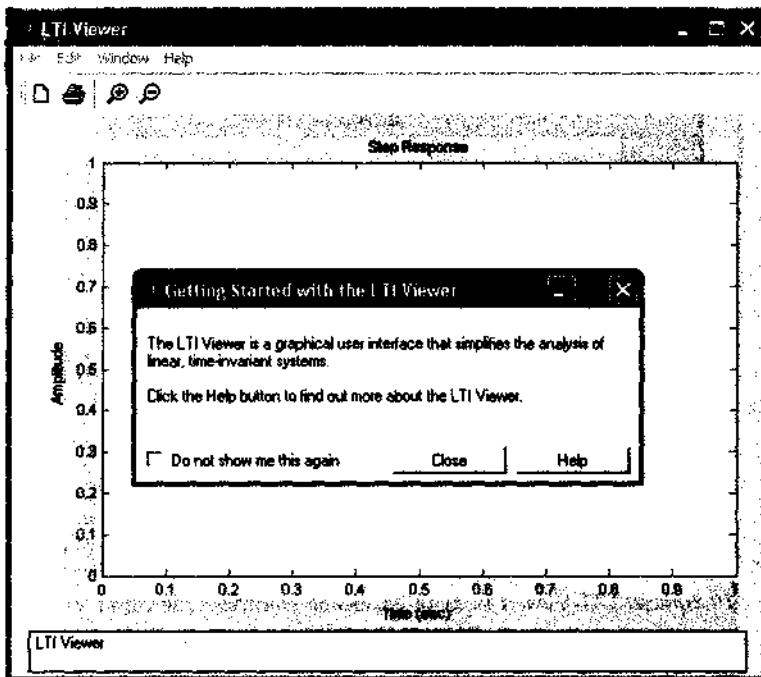 LTI Viewer
File Edit Window Help
Step Response
1
0.9
0.8
0.7
0.6
0.5
0.4
0.3
0.2
0.1
0
Amplitude
Getting Started with the LTI Viewer
The LTI Viewer is a graphical user interface that simplifies the analysis of
linear, time-invariant systems.
Click the Help button to find out more about the LTI Viewer.
Do not show me this again
Close
Help
0 0.1 0.2 0.3 0.4 0.5 0.6 0.7 0.8 0.9 1
Time (sec)
LTI Viewer